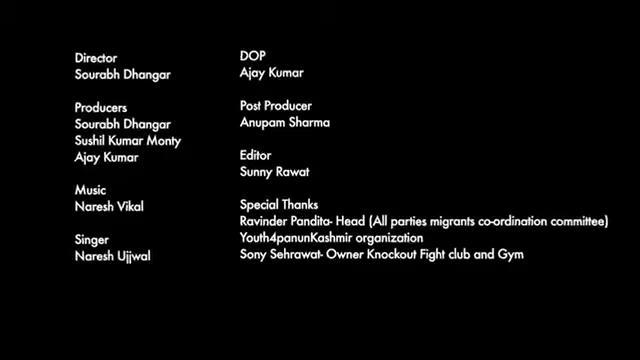 Director
Sourabh Dhangar
Producers
Sourabh Dhangar
Sushil Kumar Monty
Ajay Kumar
Music
Naresh Vikal
Singer
Naresh Ujjwal
DOP
Ajay Kumar
Post Producer
Anupam Sharma
Editor
Sunny Rawat
Special Thanks
Ravinder Pandita- Head (All parties migrants co-ordination committee)
Youth4panunKashmir organization
Sony Sehrawat- Owner Knockout Fight club and Gym